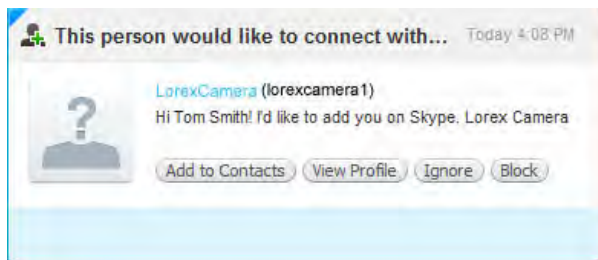 This person would like to connect with... Today 4:08 PM
LorexCamera (lorexcamera1)
Hi Tom Smith! I'd like to add you on Skype. Lorex Camera
Add to Contacts View Profile Ignore Block